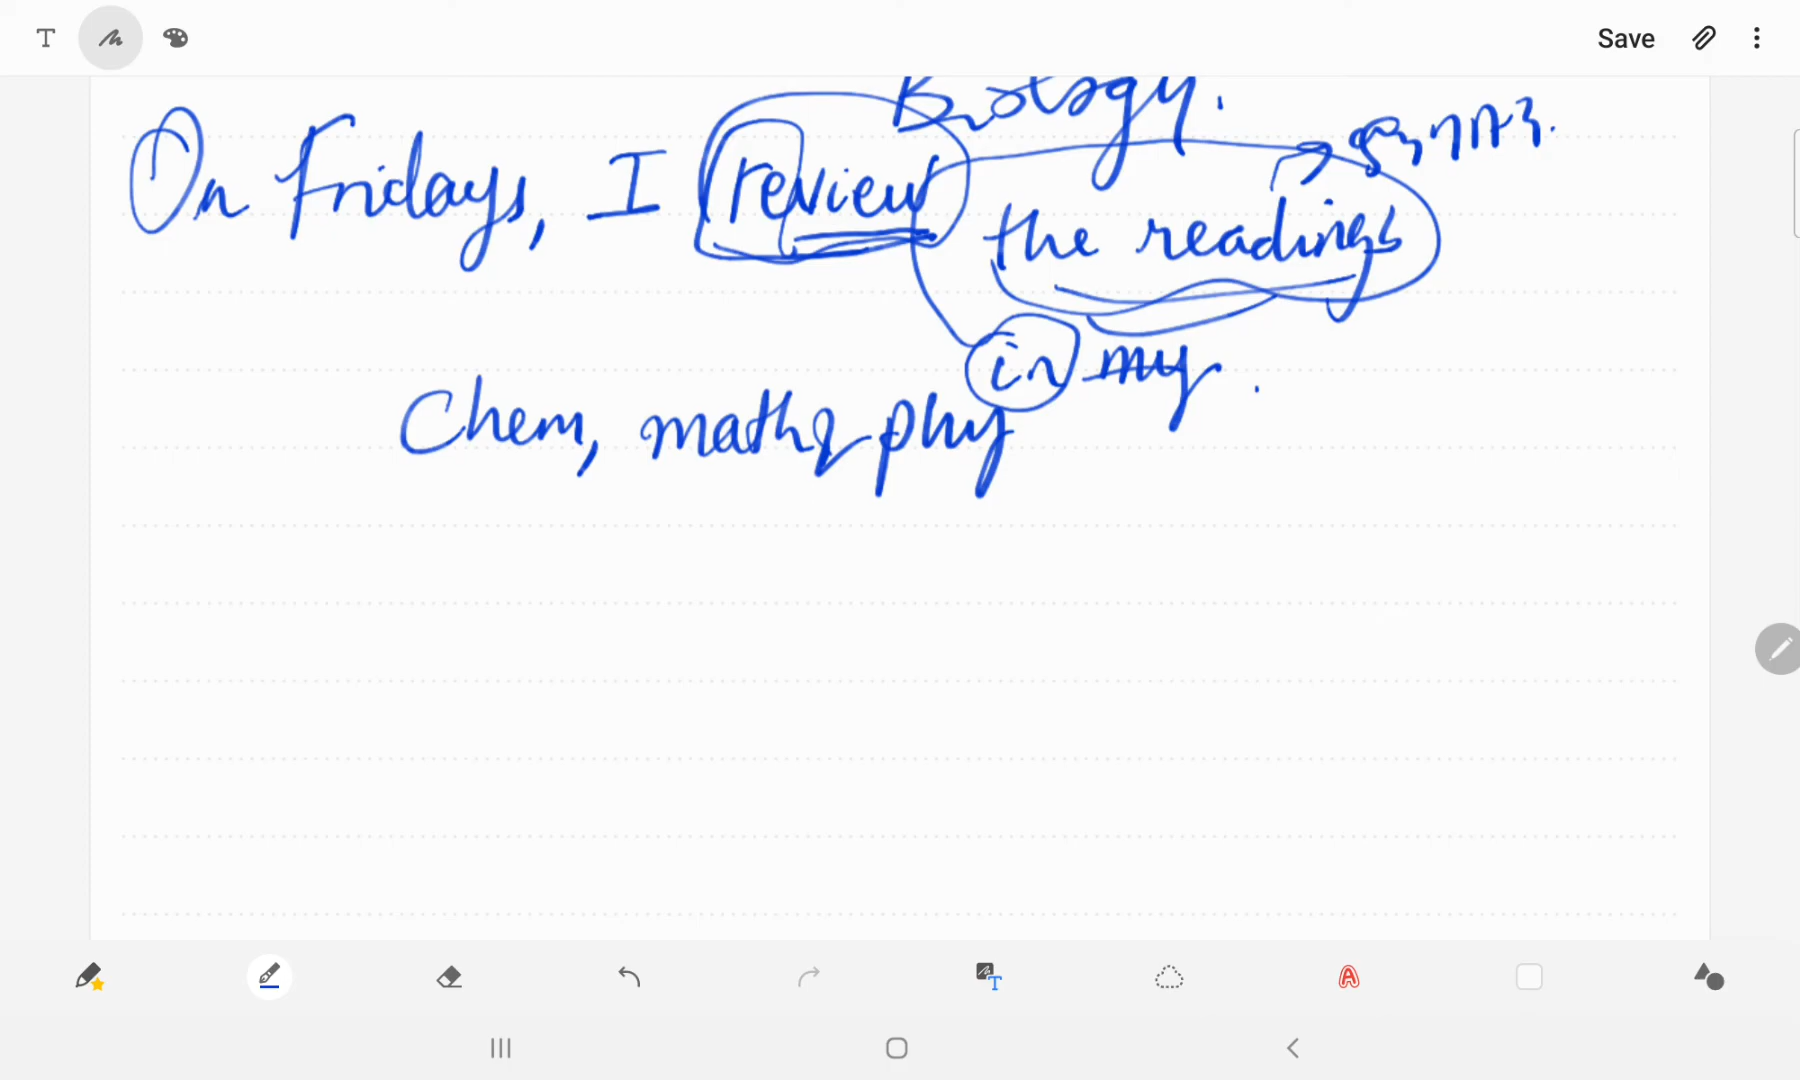 Save
Biology.
On Fridays, I review the readings
in my.
Chem, maths phy